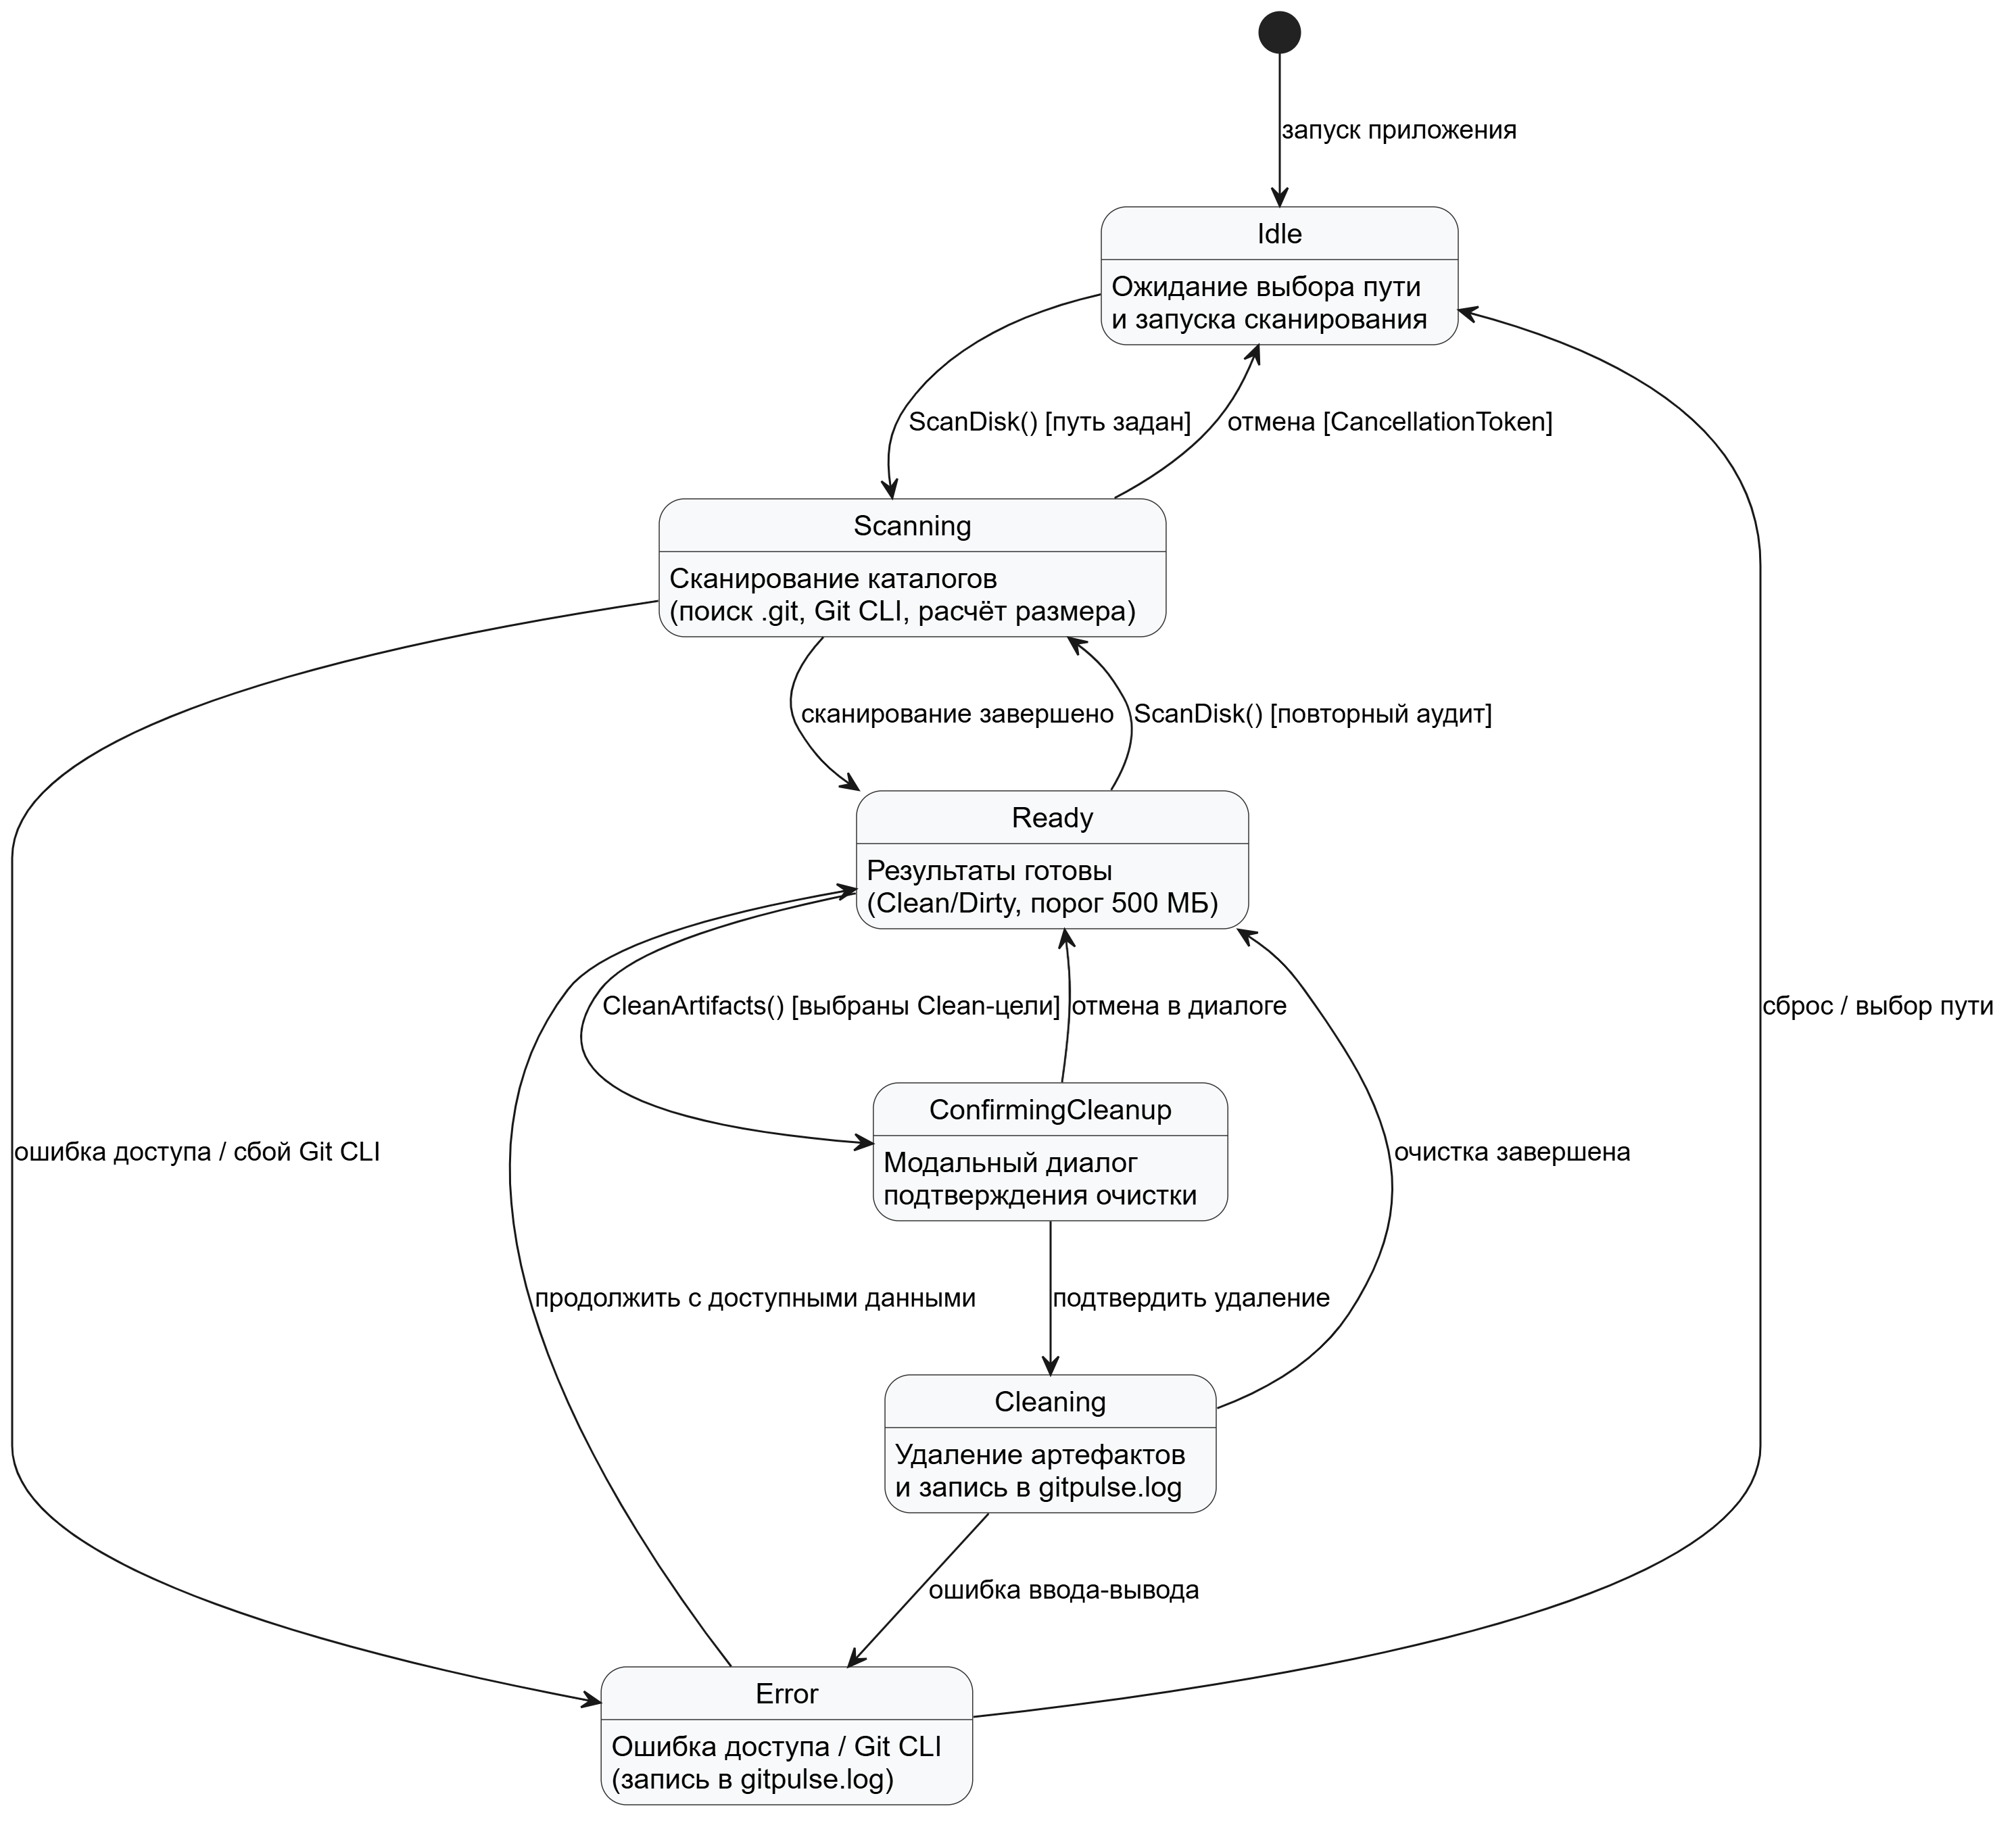 запуск приложения
Idle
Ожидание выбора пути
и запуска сканирования
ScanDisk() [путь задан]
отмена [CancellationToken]
Scanning
Сканирование каталогов
(поиск .git, Git CLI, расчёт размера)
сканирование завершено
ScanDisk() [повторный аудит]
Ready
Результаты готовы
(Clean/Dirty, порог 500 МБ)
CleanArtifacts() [выбраны Clean-цели]
отмена в диалоге
сброс / выбор пути
ConfirmingCleanup
Модальный диалог
подтверждения очистки
ошибка доступа / сбой Git CLI
очистка завершена
продолжить с доступными данными
подтвердить удаление
Cleaning
Удаление артефактов
и запись в gitpulse.log
ошибка ввода-вывода
Error
Ошибка доступа / Git CLI
(запись в gitpulse.log)